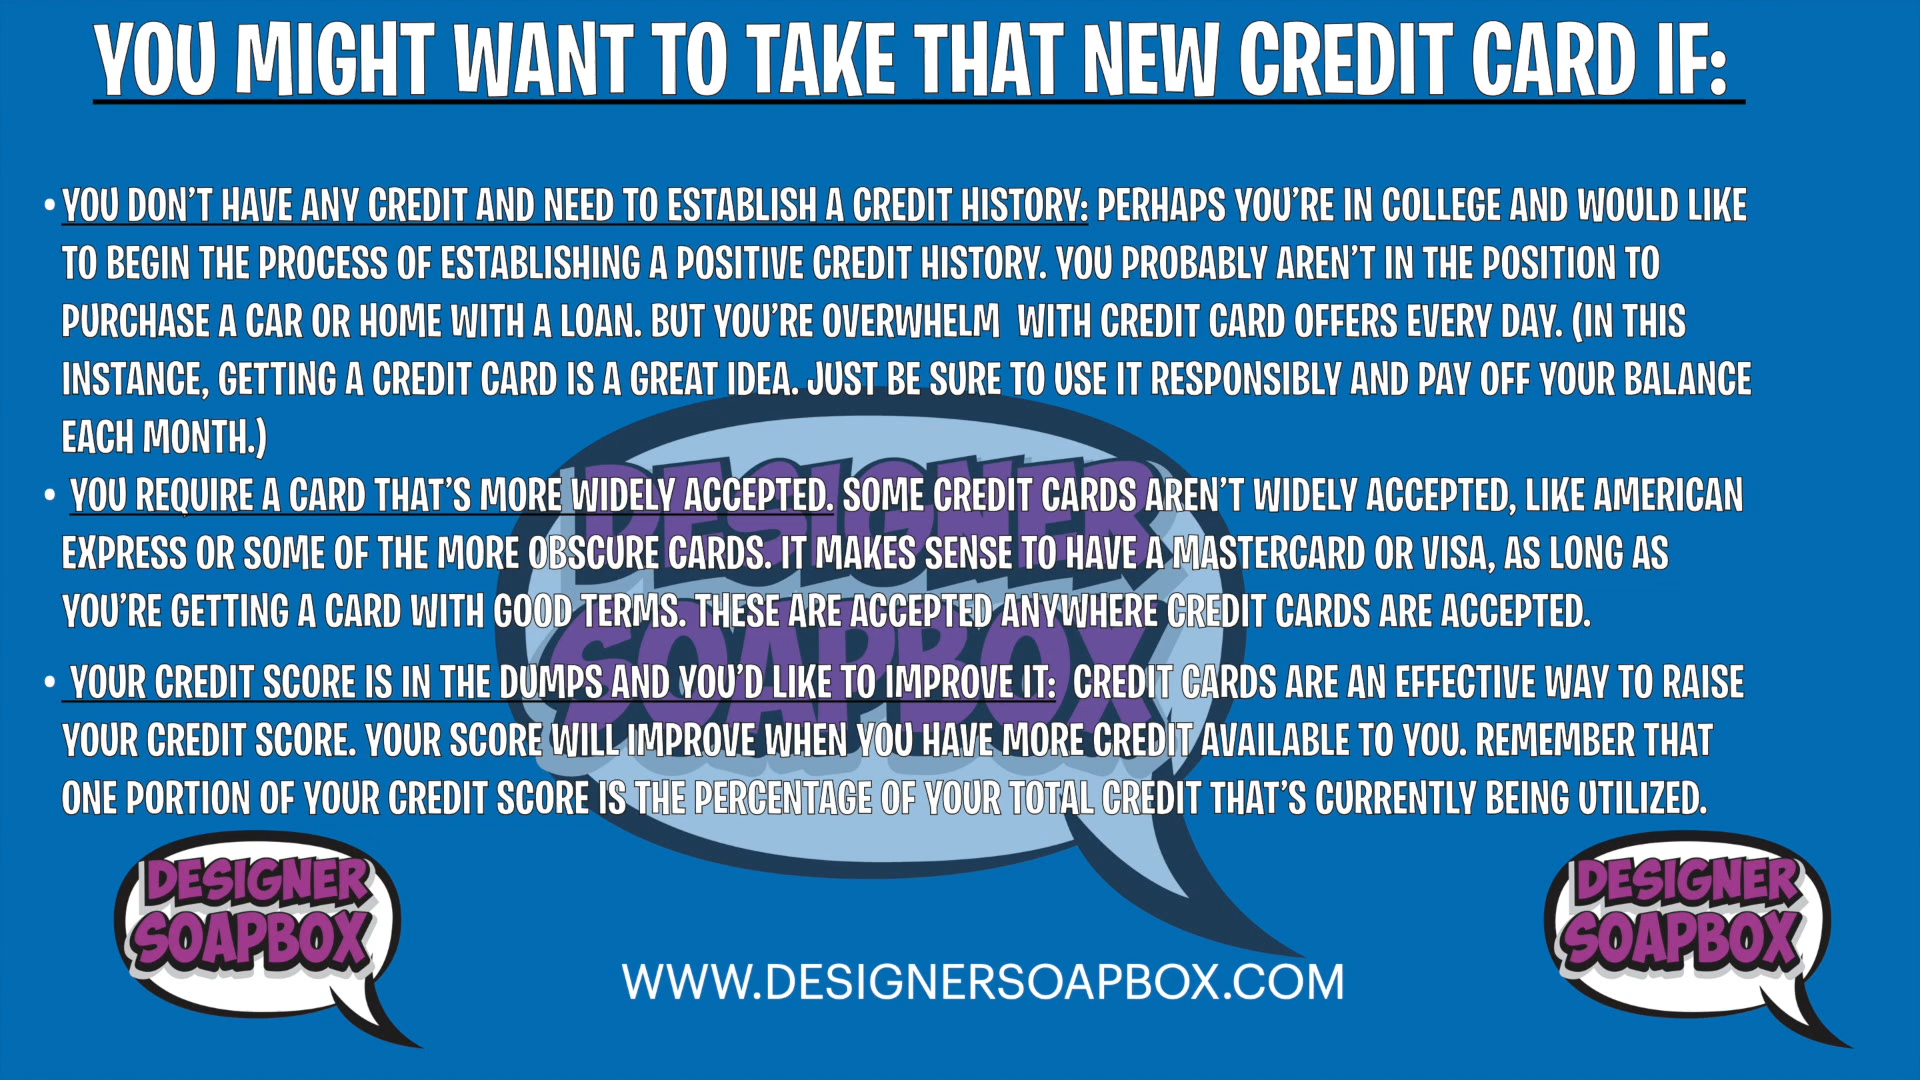 YOU MIGHT WANT TO TAKE THAT NEW CREDIT CARD IF:
• YOU DON'T HAVE ANY CREDIT AND NEED TO ESTABLISH A CREDIT HISTORY: PERHAPS YOU'RE IN COLLEGE AND WOULD LIKE
TO BEGIN THE PROCESS OF ESTABLISHING A POSITIVE CREDIT HISTORY. YOU PROBABLY AREN'T IN THE POSITION TO
PURCHASE A CAR OR HOME WITH A LOAN. BUT YOU'RE OVERWHELM WITH CREDIT CARD OFFERS EVERY DAY. (IN THIS
INSTANCE, GETTING A CREDIT CARD IS A GREAT IDEA. JUST BE SURE TO USE IT RESPONSIBLY AND PAY OFF YOUR BALANCE
EACH MONTH.)
• YOU REQUIRE A CARD THAT'S MORE WIDELY ACCEPTED. SOME CREDIT CARDS AREN'T WIDELY ACCEPTED, LIKE AMERICAN
EXPRESS OR SOME OF THE MORE OBSCURE CARDS. IT MAKES SENSE TO HAVE A MASTERCARD OR VISA, AS LONG AS
YOU'RE GETTING A CARD WITH GOOD TERMS. THESE ARE ACCEPTED ANYWHERE CREDIT CARDS ARE ACCEPTED.
• YOUR CREDIT SCORE IS IN THE DUMPS AND YOU'D LIKE TO IMPROVE IT: CREDIT CARDS ARE AN EFFECTIVE WAY TO RAISE
YOUR CREDIT SCORE. YOUR SCORE WILL IMPROVE WHEN YOU HAVE MORE CREDIT AVAILABLE TO YOU. REMEMBER THAT
ONE PORTION OF YOUR CREDIT SCORE IS THE PERCENTAGE OF YOUR TOTAL CREDIT THAT'S CURRENTLY BEING UTILIZED.
DESIGNER
SOAPBOX
DESIGNER
SOAPBOX
DESIGNER
SOAPBOX
WWW.DESIGNERSOAPBOX.COM